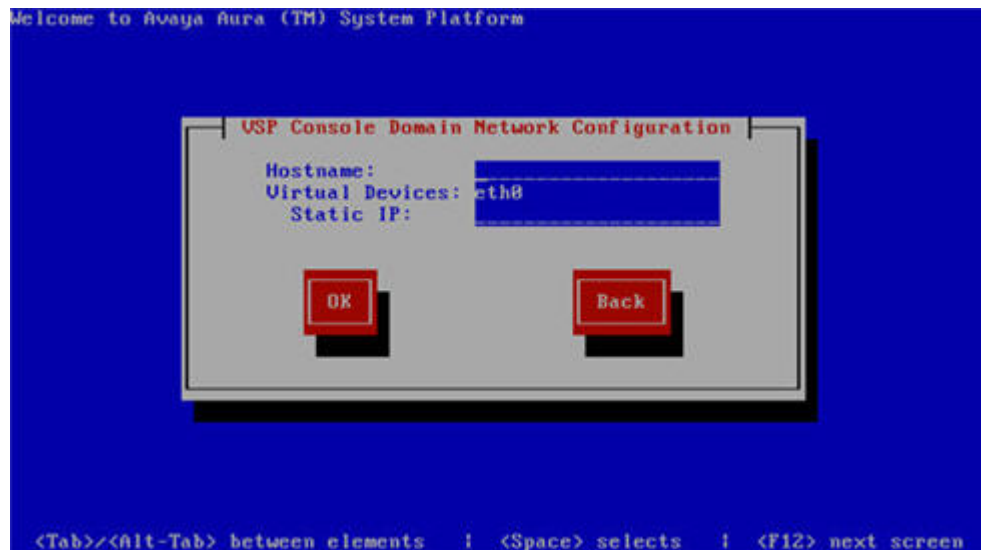 Welcome to Avaya Aura (TM) System Platform
VSP Console Domain Network Configuration
Hostname:
Virtual Devices: eth0
Static IP:
OK Back
<Tab>/<Alt-Tab> between elements | <Space> selects | <F12> next screen